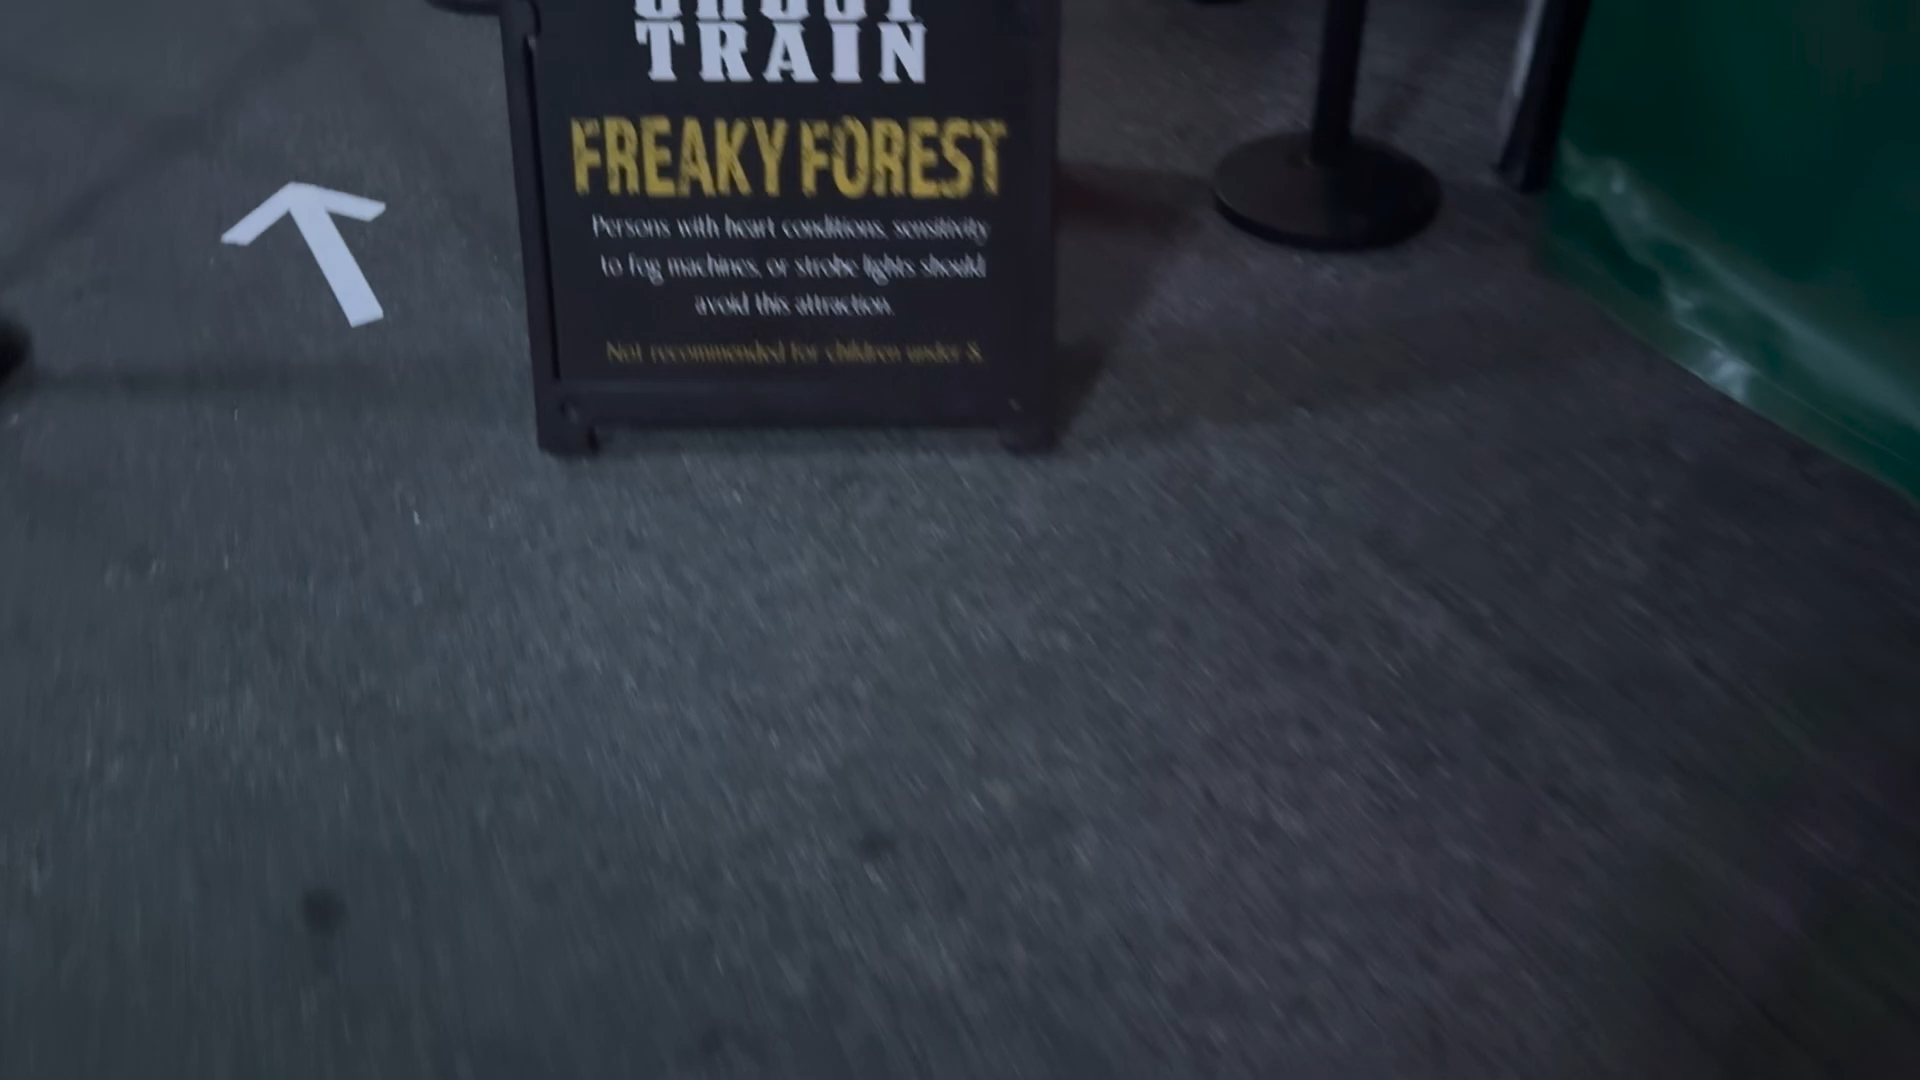 GHOST
TRAIN
FREAKY FOREST
Persons with heart conditions, sensitivity
to fog machines, or strobe lights should
avoid this attraction.
Not recommended for children under 8.